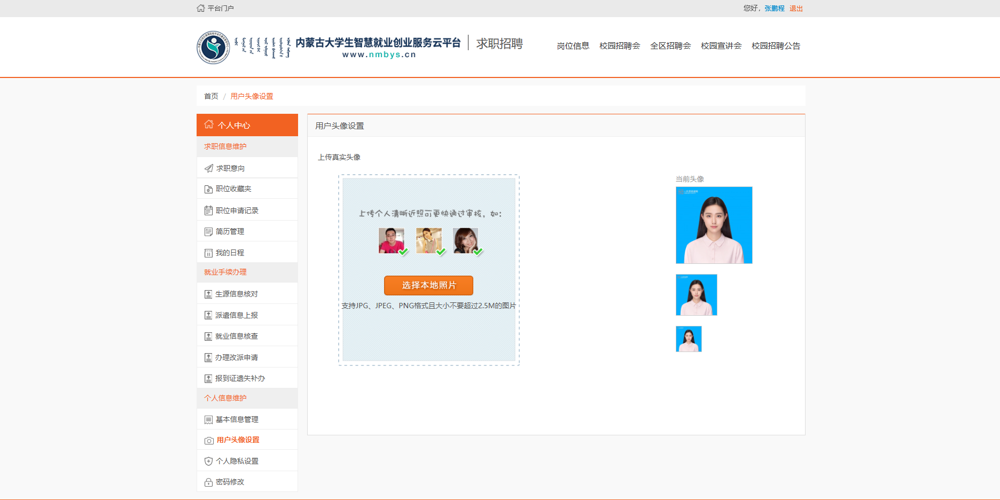 平台门户
您好，张鹏程 退出
内蒙古大学生智慧就业创业服务云平台
www.nmbys.cn
求职招聘
岗位信息 校园招聘会 全区招聘会 校园宣讲会 校园招聘公告
首页 / 用户头像设置
个人中心
求职信息维护
求职意向
职位收藏夹
职位申请记录
简历管理
我的日程
就业手续办理
生源信息核对
派遣信息上报
就业信息核查
办理改派申请
报到证遗失补办
个人信息维护
基本信息管理
用户头像设置
个人隐私设置
密码修改
用户头像设置
上传真实头像
上传个人清晰近照可更快通过审核，如：
选择本地照片
支持JPG、JPEG、PNG格式且大小不要超过2.5M的图片
当前头像